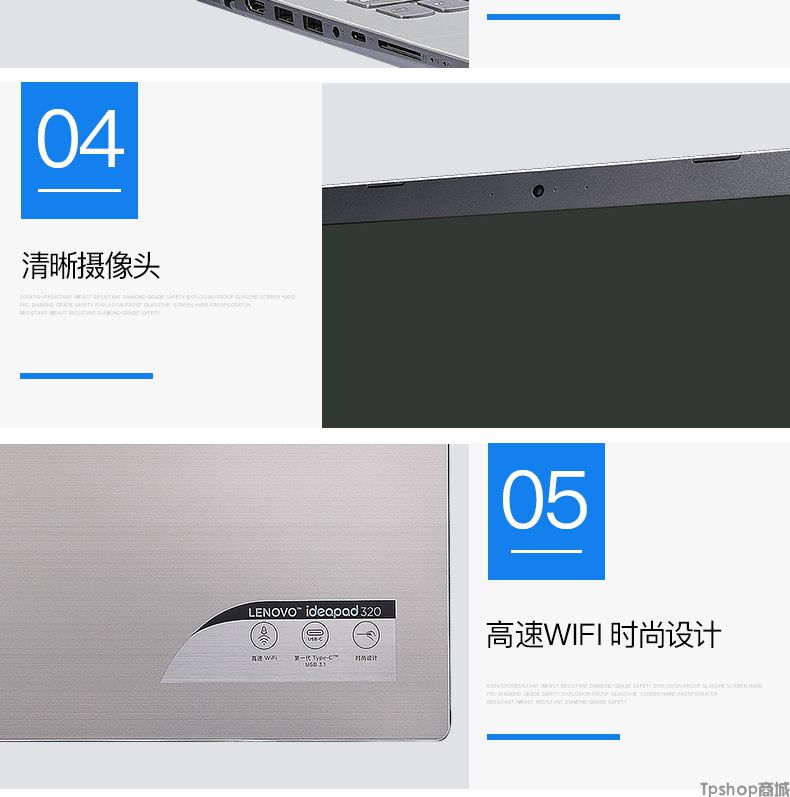 04
清晰摄像头
SCRATCH-RESISTANT IMPACT RESISTANT DIAMOND GRADE SAFETY EXPLOSION-PROOF GLASSHE SCREEN HARD
PRO DIAMOND GRADE SAFETY EXPLOSION-PROOF GLASSTHE SCREEN HARD PROOFSCRATCH
RESISTANT IMPACT RESISTANT DIAMOND GRADE SAFETY
05
LENOVO™ ideapad 320
USB-C
高速 WiFi
第一代 Type-C™
USB 3.1
时尚设计
高速WIFI 时尚设计
SCRATCH-RESISTANT IMPACT RESISTANT DIAMOND GRADE SAFETY EXPLOSION-PROOF GLASSHE SCREEN HARD
PRO DIAMOND GRADE SAFETY EXPLOSION-PROOF GLASSTHE SCREEN HARD PROOFSCRATCH
RESISTANT IMPACT RESISTANT DIAMOND GRADE SAFETY
Tpshop商城